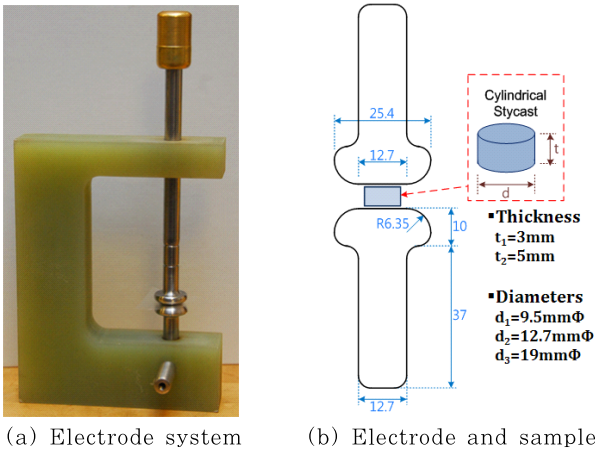 25.4
12.7
R6.35
10
37
12.7
Cylindrical
Stycast
t
d
▪Thickness
t₁=3mm
t₂=5mm
▪Diameters
d₁=9.5mmΦ
d₂=12.7mmΦ
d₃=19mmΦ
(a) Electrode system
(b) Electrode and sample